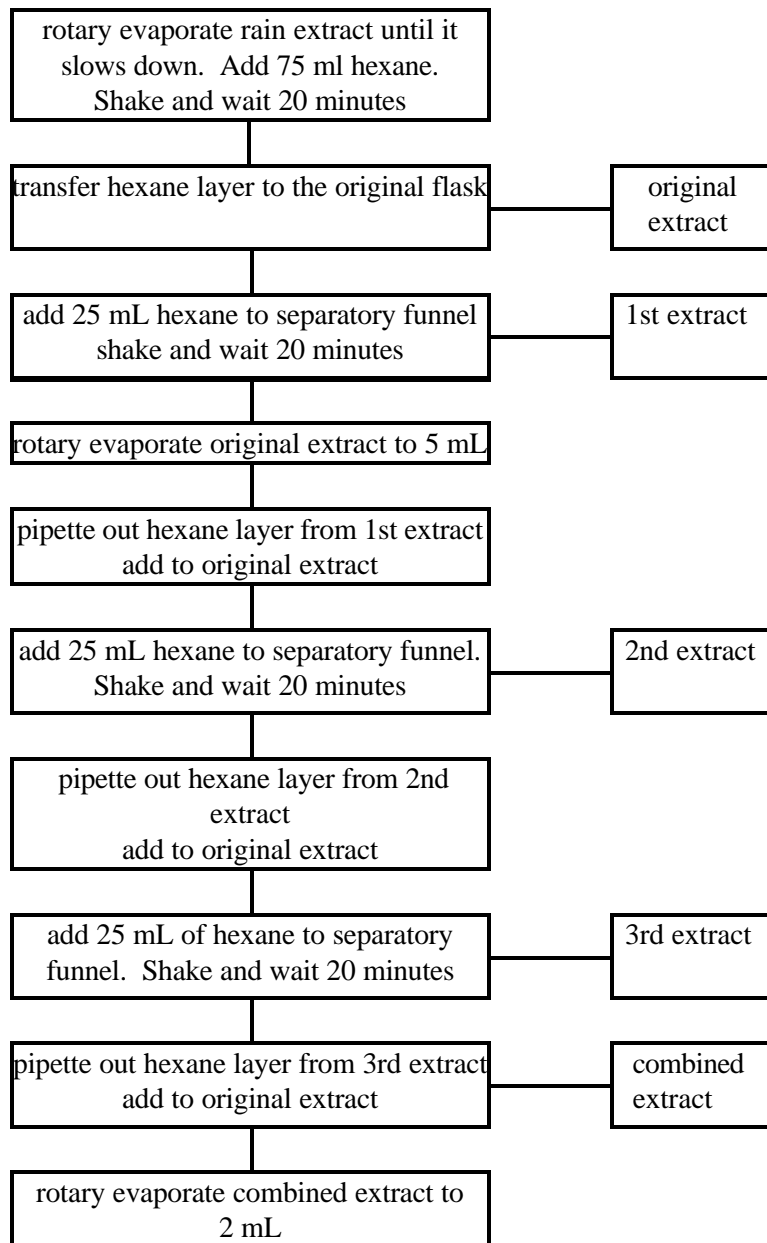 rotary evaporate rain extract until it
slows down.  Add 75 ml hexane.
Shake and wait 20 minutes
transfer hexane layer to the original flask
original
extract
add 25 mL hexane to separatory funnel
shake and wait 20 minutes
1st extract
rotary evaporate original extract to 5 mL
pipette out hexane layer from 1st extract
add to original extract
add 25 mL hexane to separatory funnel.
Shake and wait 20 minutes
2nd extract
pipette out hexane layer from 2nd
extract
add to original extract
add 25 mL of hexane to separatory
funnel.  Shake and wait 20 minutes
3rd extract
pipette out hexane layer from 3rd extract
add to original extract
combined
extract
rotary evaporate combined extract to
2 mL